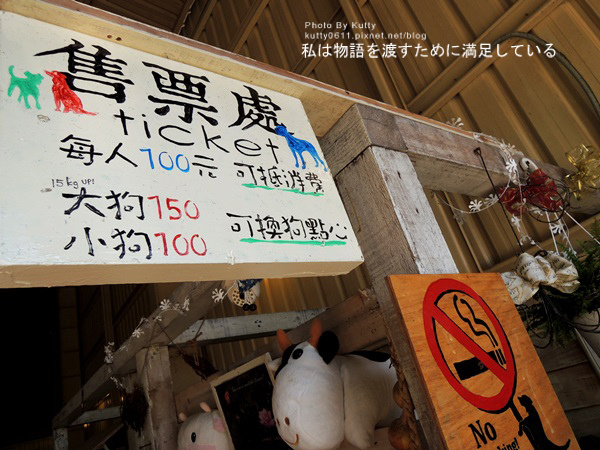 Photo By Kutty
kutty0611.pixnet.net/blog
私は物語を渡すために満足している
售票處
ticket
每人100元 可抵消費
15kg UP!
大狗150
小狗100 可換狗點心
No